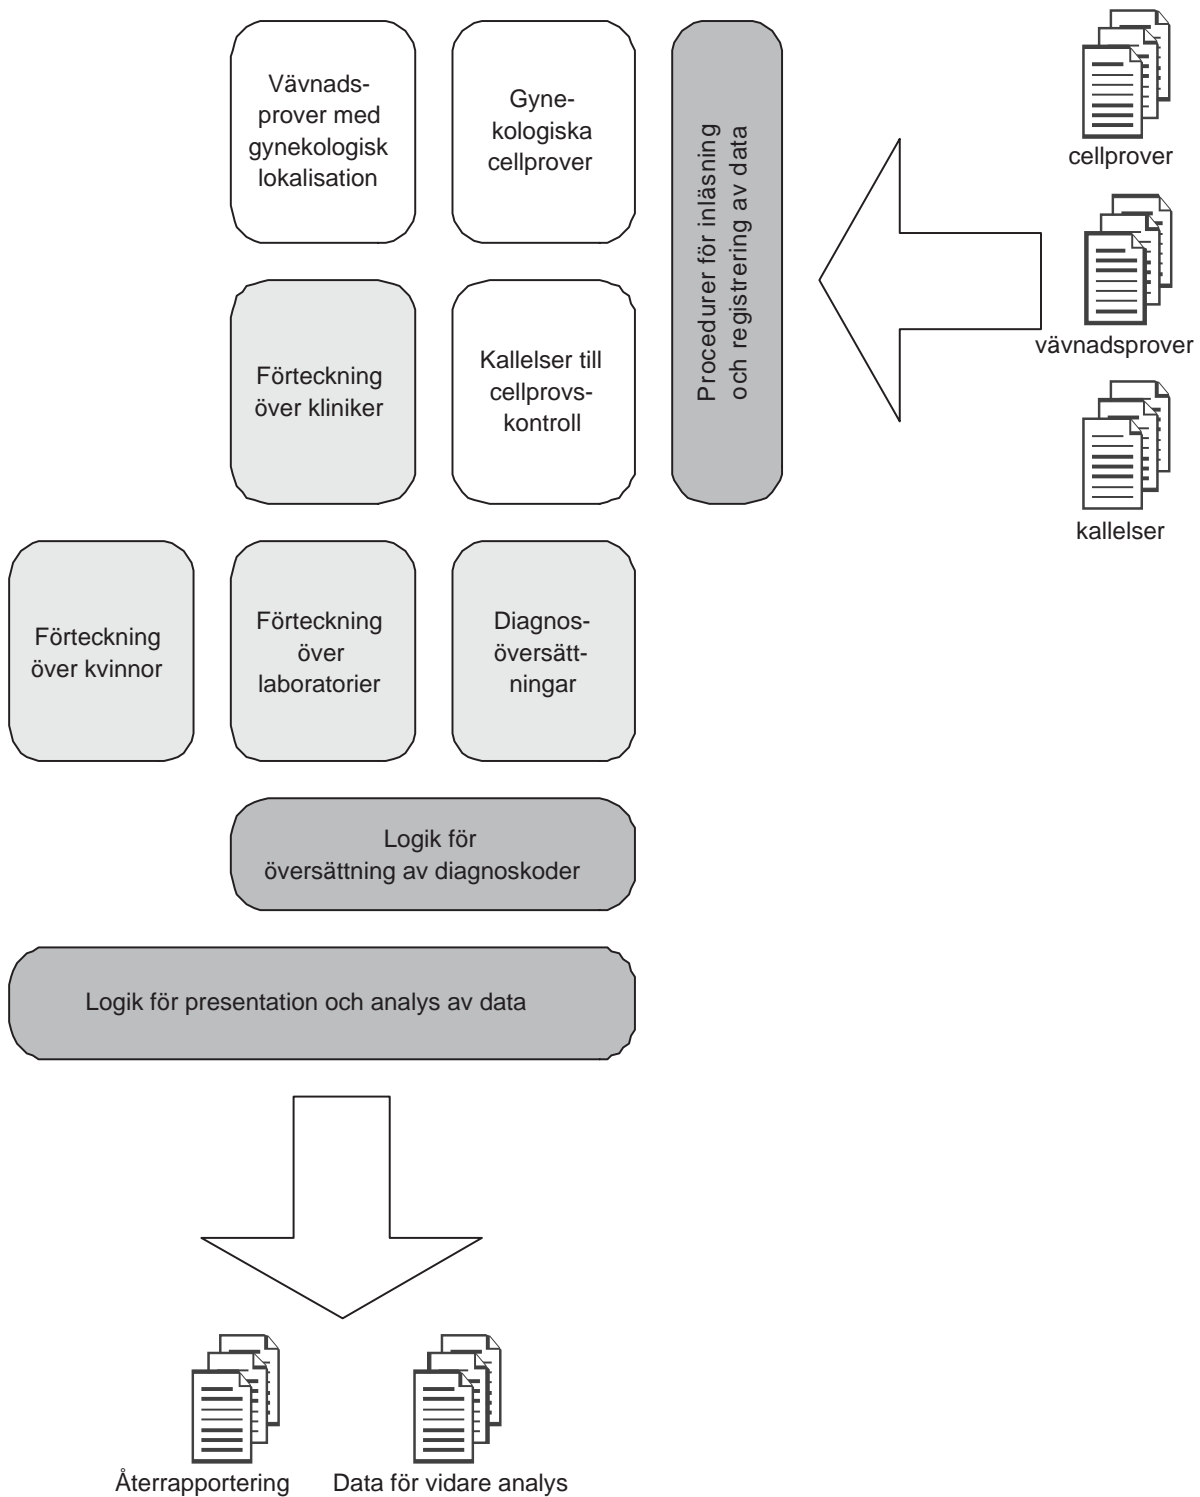 Vävnads-
prover med
gynekologisk
lokalisation
Gyne-
kologiska
cellprover
Procedurer för inläsning
och registrering av data
cellprover
vävnadsprover
kallelser
Förteckning
över kliniker
Kallelser till
cellprovs-
kontroll
Förteckning
över kvinnor
Förteckning
över
laboratorier
Diagnos-
översätt-
ningar
Logik för
översättning av diagnoskoder
Logik för presentation och analys av data
Återrapportering
Data för vidare analys